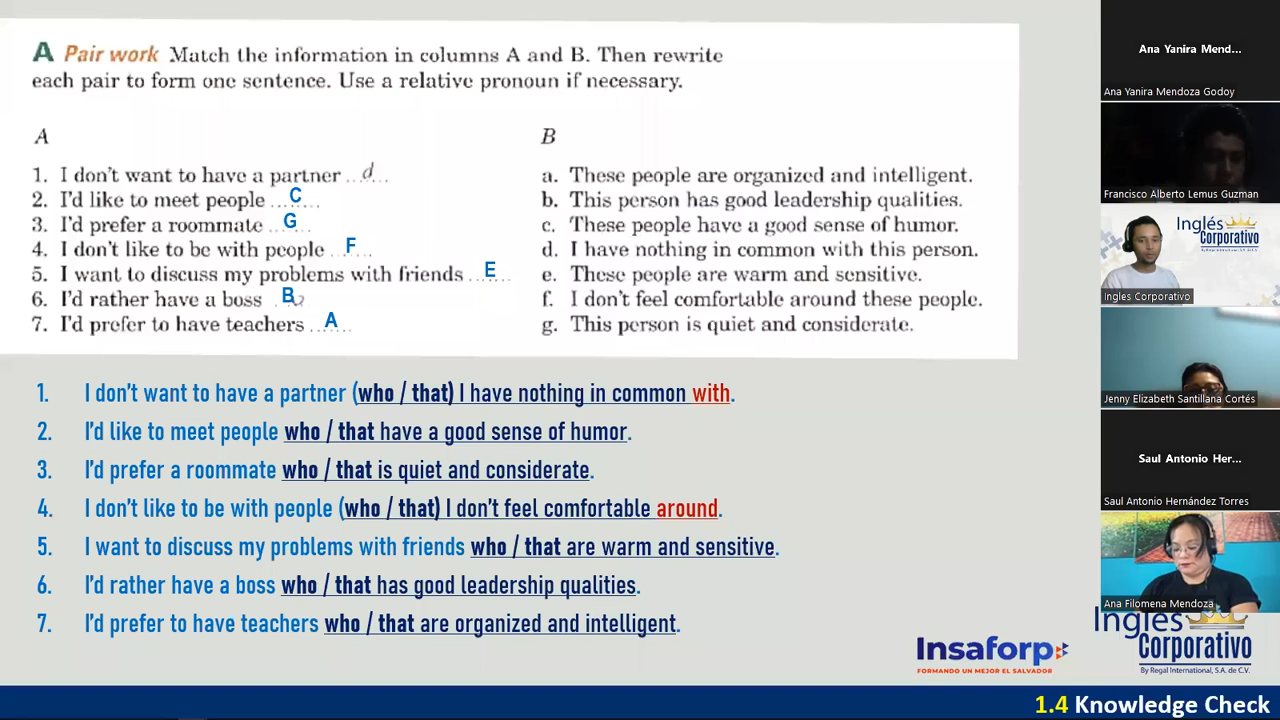 A Pair work Match the information in columns A and B. Then rewrite
each pair to form one sentence. Use a relative pronoun if necessary.
A
1. I don't want to have a partner ...d...
2. I'd like to meet people ...C....
3. I'd prefer a roommate ...G...
4. I don't like to be with people ...F....
5. I want to discuss my problems with friends ...E....
6. I'd rather have a boss ...B
7. I'd prefer to have teachers ...A...
B
a. These people are organized and intelligent.
b. This person has good leadership qualities.
c. These people have a good sense of humor.
d. I have nothing in common with this person.
e. These people are warm and sensitive.
f. I don't feel comfortable around these people.
g. This person is quiet and considerate.
1. I don't want to have a partner (who / that) I have nothing in common with.
2. I'd like to meet people who / that have a good sense of humor.
3. I'd prefer a roommate who / that is quiet and considerate.
4. I don't like to be with people (who / that) I don't feel comfortable around.
5. I want to discuss my problems with friends who / that are warm and sensitive.
6. I'd rather have a boss who / that has good leadership qualities.
7. I'd prefer to have teachers who / that are organized and intelligent.
Insaforp
FORMANDO UN MEJOR EL SALVADOR
Inglés
Corporativo
By Regal International, S.A. de C.V.
1.4 Knowledge Check
Ana Yanira Mend...
Ana Yanira Mendoza Godoy
Francisco Alberto Lemus Guzman
Inglés
Corporativo
Ingles Corporativo
Jenny Elizabeth Santillana Cortés
Saul Antonio Her...
Saul Antonio Hernández Torres
Ana Filomena Mendoza